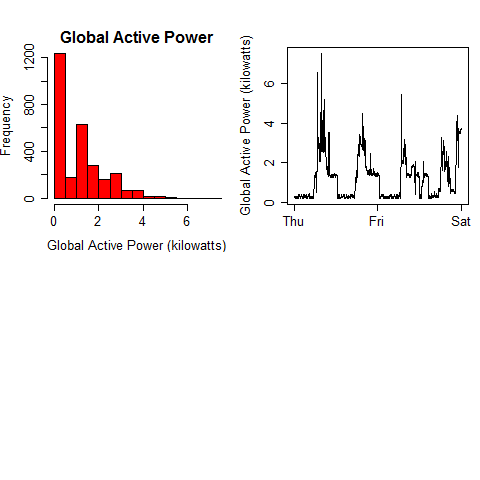 Global Active Power
Frequency
0 400 800 1200
0 2 4 6
Global Active Power (kilowatts)
Global Active Power (kilowatts)
0 2 4 6
Thu Fri Sat